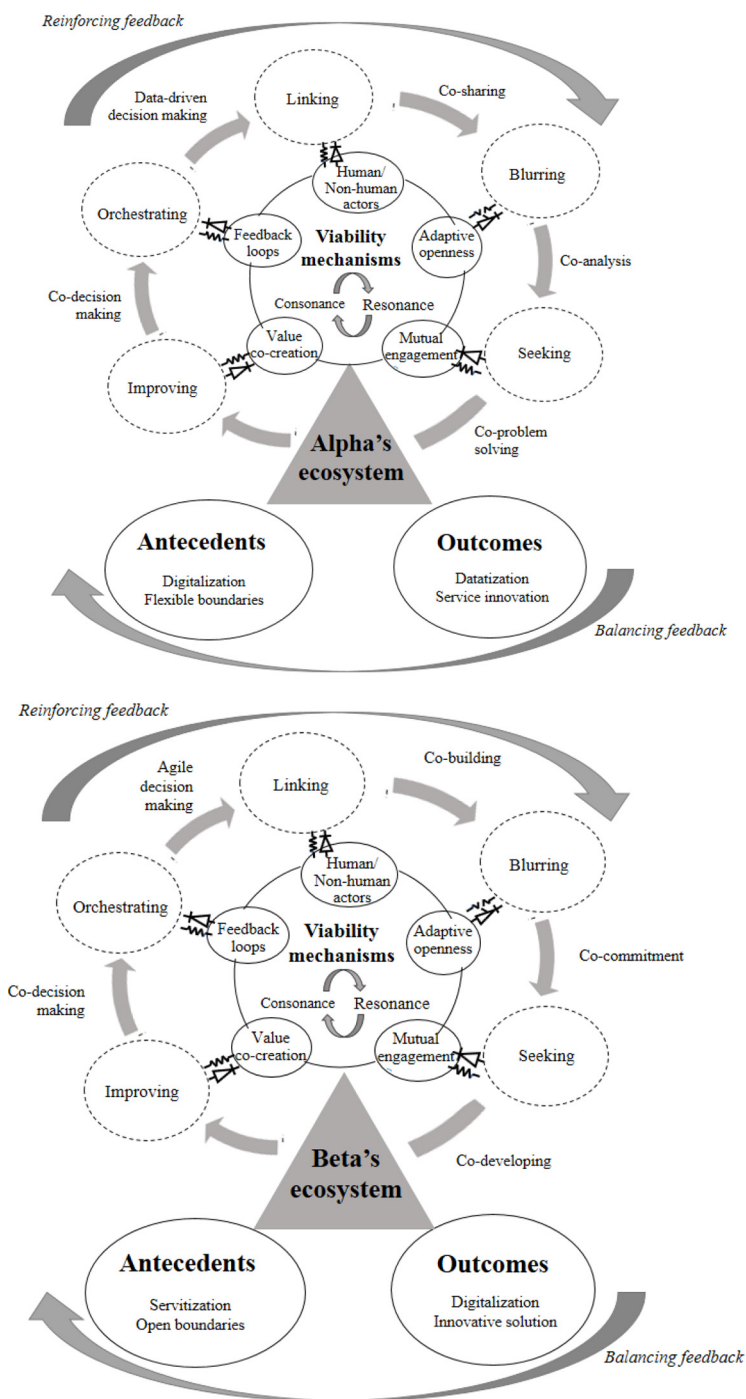 Reinforcing feedback
Linking
Co-sharing
Data-driven
decision making
Human/
Non-human
actors
Blurring
Orchestrating
Feedback
loops
Viability
mechanisms
Adaptive
openness
Co-analysis
Consonance
Resonance
Co-decision
making
Value
co-creation
Mutual
engagement
Seeking
Improving
Co-problem
solving
Alpha's
ecosystem
Antecedents
Digitalization
Flexible boundaries
Outcomes
Datatization
Service innovation
Balancing feedback
Reinforcing feedback
Agile
decision
making
Linking
Co-building
Human/
Non-human
actors
Blurring
Orchestrating
Feedback
loops
Viability
mechanisms
Adaptive
openness
Co-commitment
Consonance
Resonance
Co-decision
making
Value
co-creation
Mutual
engagement
Seeking
Improving
Co-developing
Beta's
ecosystem
Antecedents
Servitization
Open boundaries
Outcomes
Digitalization
Innovative solution
Balancing feedback